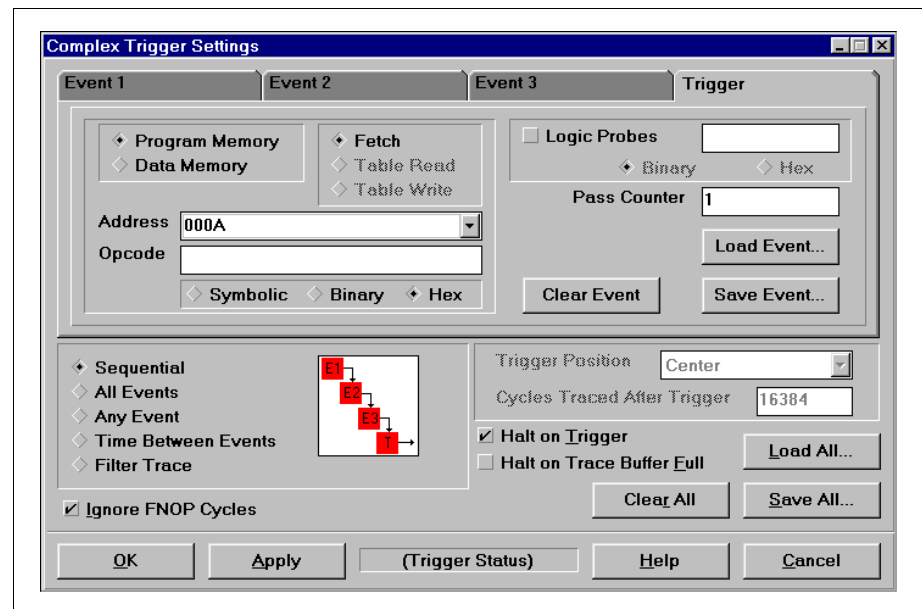 Complex Trigger Settings
Event 1
Event 2
Event 3
Trigger
Program Memory
Data Memory
Fetch
Table Read
Table Write
Address 000A
Opcode
Symbolic Binary Hex
Logic Probes
Binary Hex
Pass Counter 1
Load Event...
Clear Event
Save Event...
Sequential
All Events
Any Event
Time Between Events
Filter Trace
E1
E2
E3
T
Ignore FNOP Cycles
Trigger Position Center
Cycles Traced After Trigger 16384
Halt on Trigger
Halt on Trace Buffer Full
Load All...
Clear All
Save All...
OK
Apply
(Trigger Status)
Help
Cancel